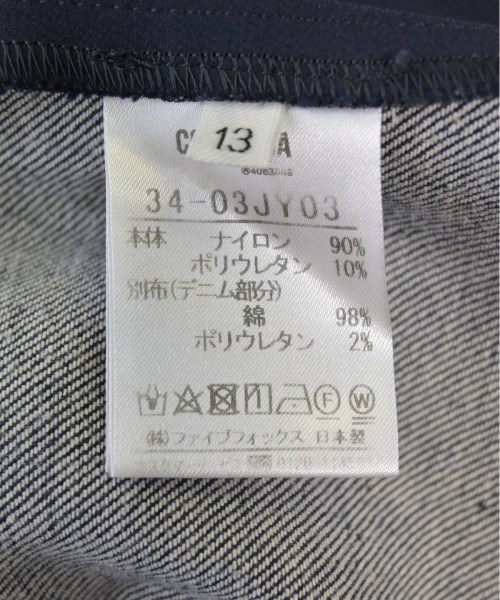 13
34-03JY03
本体 ナイロン 90%
ポリウレタン 10%
別布(デニム部分)
綿 98%
ポリウレタン 2%
F W
(株)ファイブフォックス 日本製